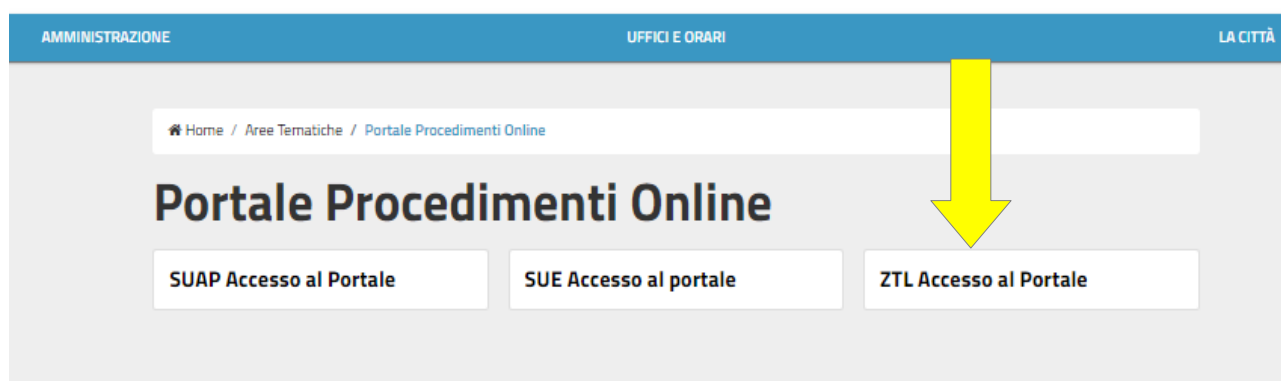 AMMINISTRAZIONE UFFICI E ORARI LA CITTÀ
Home / Aree Tematiche / Portale Procedimenti Online
Portale Procedimenti Online
SUAP Accesso al Portale SUE Accesso al portale ZTL Accesso al Portale